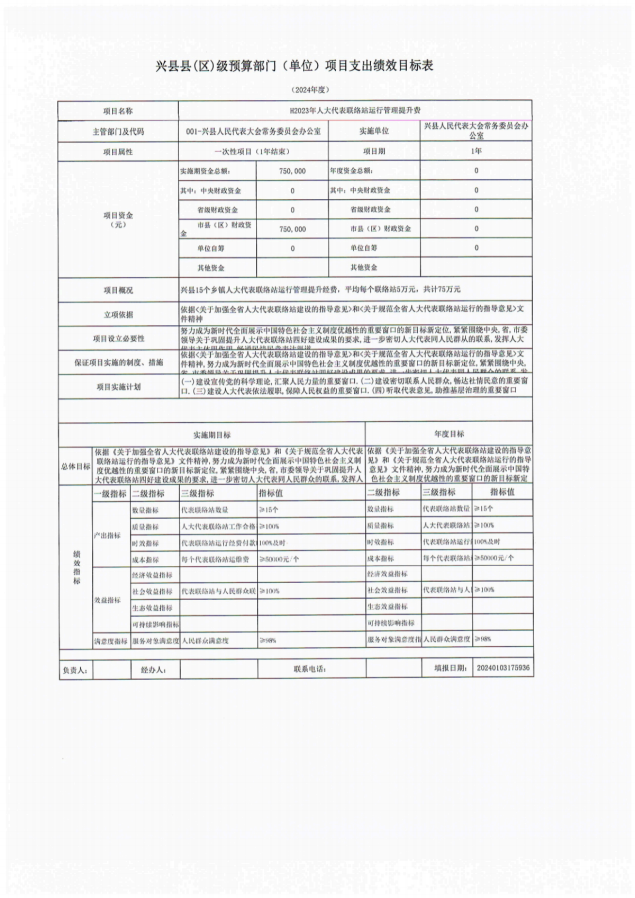 兴县县(区)级预算部门（单位）项目支出绩效目标表
（2024年度）
项目名称 H2023年人大代表联络站运行管理提升费
主管部门及代码 001-兴县人民代表大会常务委员会办公室 实施单位 兴县人民代表大会常务委员会办
公室
项目属性 一次性项目（1年结束） 项目期 1年
项目资金
（元）
实施期资金总额: 750,000 年度资金总额: 0
其中: 中央财政资金 0 其中: 中央财政资金 0
省级财政资金 0 省级财政资金 0
市县（区）财政资
金 750,000 市县（区）财政资金 0
单位自筹 0 单位自筹 0
其他资金 其他资金
项目概况 兴县15个乡镇人大代表联络站运行管理提升经费，平均每个联络站5万元，共计75万元
立项依据 依据<关于加强全省人大代表联络站建设的指导意见>和<关于规范全省人大代表联络站运行的指导意见>文
件精神
项目设立必要性 努力成为新时代全面展示中国特色社会主义制度优越性的重要窗口的新目标新定位,紧紧围绕中央,省,市委
领导关于巩固提升人大代表联络站四好建设成果的要求,进一步密切人大代表同人民群众的联系,发挥人大
保证项目实施的制度、措施 依据<关于加强全省人大代表联络站建设的指导意见>和<关于规范全省人大代表联络站运行的指导意见>文
件精神,努力成为新时代全面展示中国特色社会主义制度优越性的重要窗口的新目标新定位,紧紧围绕中央,
项目实施计划 (一)建设宣传党的科学理论,汇聚人民力量的重要窗口.(二)建设密切联系人民群众,畅达社情民意的重要窗
口.(三)建设人大代表依法履职,保障人民权益的重要窗口.(四)听取代表意见,助推基层治理的重要窗口
实施期目标 年度目标
总体目标
依据《关于加强全省人大代表联络站建设的指导意见》和《关于规范全省人大代表
联络站运行的指导意见》文件精神,努力成为新时代全面展示中国特色社会主义制
度优越性的重要窗口的新目标新定位,紧紧围绕中央,省,市委领导关于巩固提升人
大代表联络站四好建设成果的要求,进一步密切人大代表同人民群众的联系,发挥人
依据《关于加强全省人大代表联络站建设的指导意
见》和《关于规范全省人大代表联络站运行的指导
意见》文件精神,努力成为新时代全面展示中国特
色社会主义制度优越性的重要窗口的新目标新定
绩效指标
一级指标 二级指标 三级指标 指标值 二级指标 三级指标 指标值
产出指标
数量指标 代表联络站数量 ≥15个 数量指标 代表联络站数量 ≥15个
质量指标 人大代表联络站工作合格 ≥100% 质量指标 人大代表联络站 ≥100%
时效指标 代表联络站运行经费付款 100%及时 时效指标 代表联络站运行 100%及时
成本指标 每个代表联络站运维费 ≥50000元/个 成本指标 每个代表联络站 ≥50000元/个
效益指标
经济效益指标 经济效益指标
社会效益指标 代表联络站与人民群众联 ≥100% 社会效益指标 代表联络站与人 ≥100%
生态效益指标 生态效益指标
可持续影响指标 可持续影响指标
满意度指标 服务对象满意度 人民群众满意度 ≥98% 服务对象满意度指 人民群众满意度 ≥98%
负责人: 经办人: 联系电话: 填报日期: 20240103175936